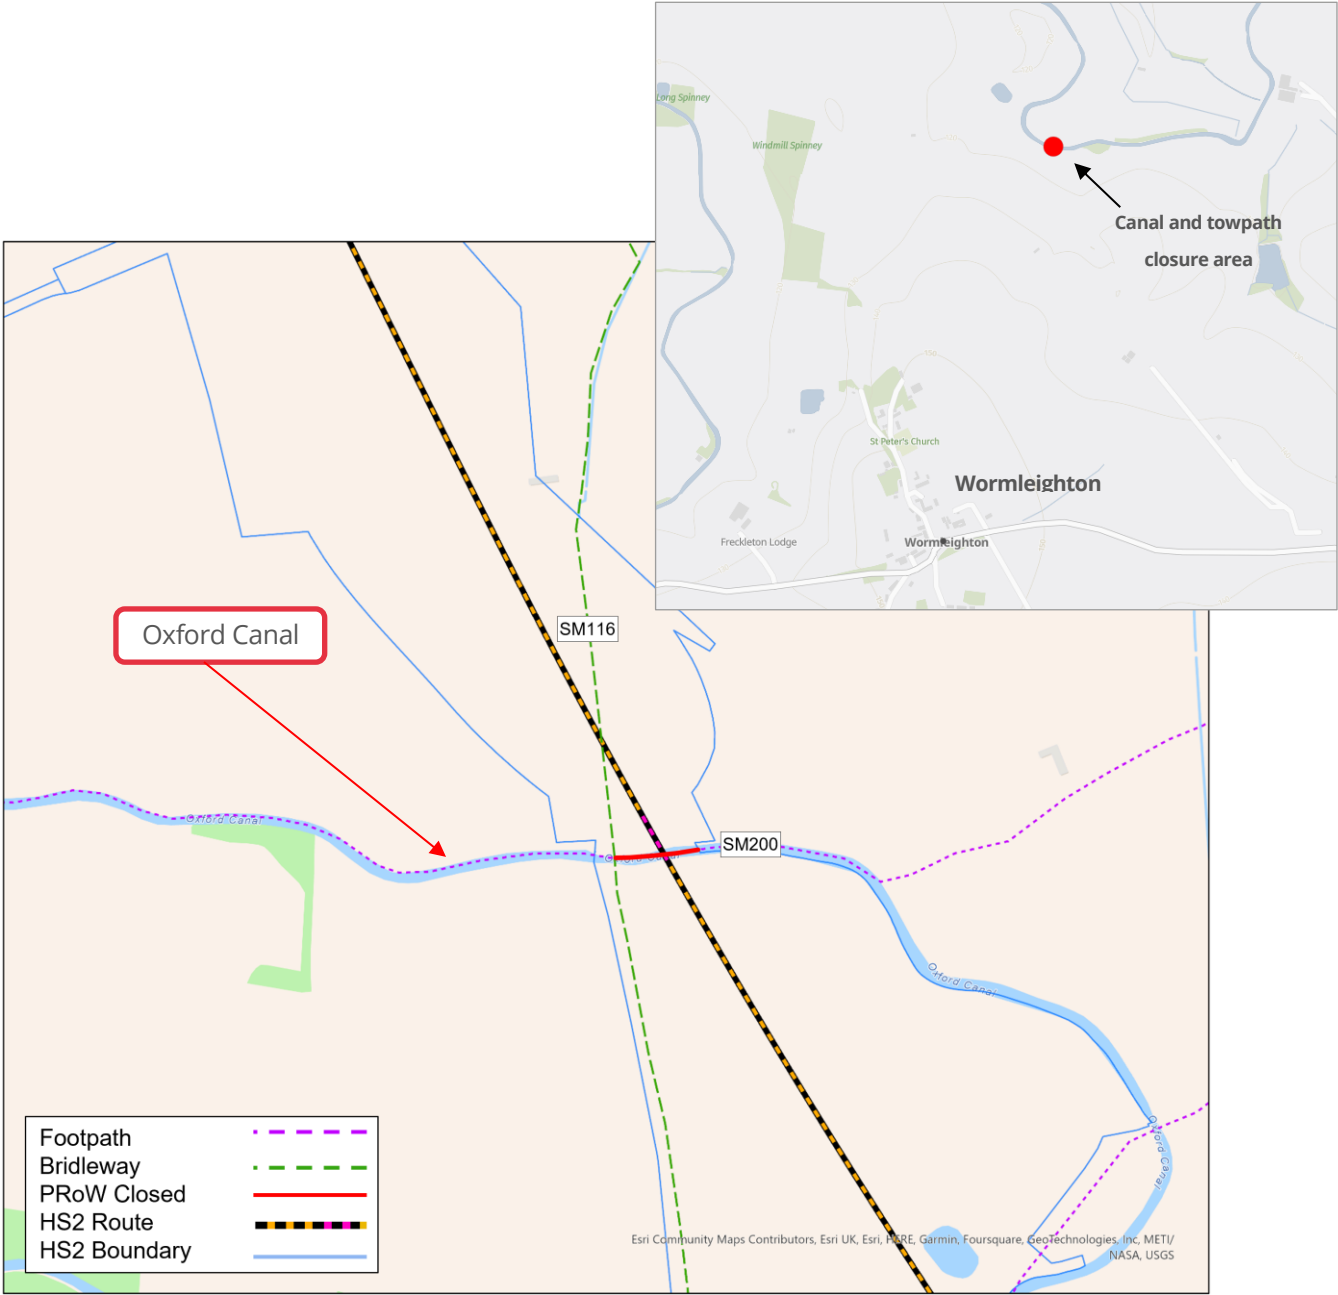 Long Spinney
Windmill Spinney
Canal and towpath
closure area
St Peter's Church
Wormleighton
Freckleton Lodge
Wormleighton
SM116
Oxford Canal
Oxford Canal
Oxford Canal
SM200
Oxford Canal
Oxford Canal
Footpath
Bridleway
PRoW Closed
HS2 Route
HS2 Boundary
Esri Community Maps Contributors, Esri UK, Esri, HERE, Garmin, Foursquare, GeoTechnologies, Inc, METI/
NASA, USGS